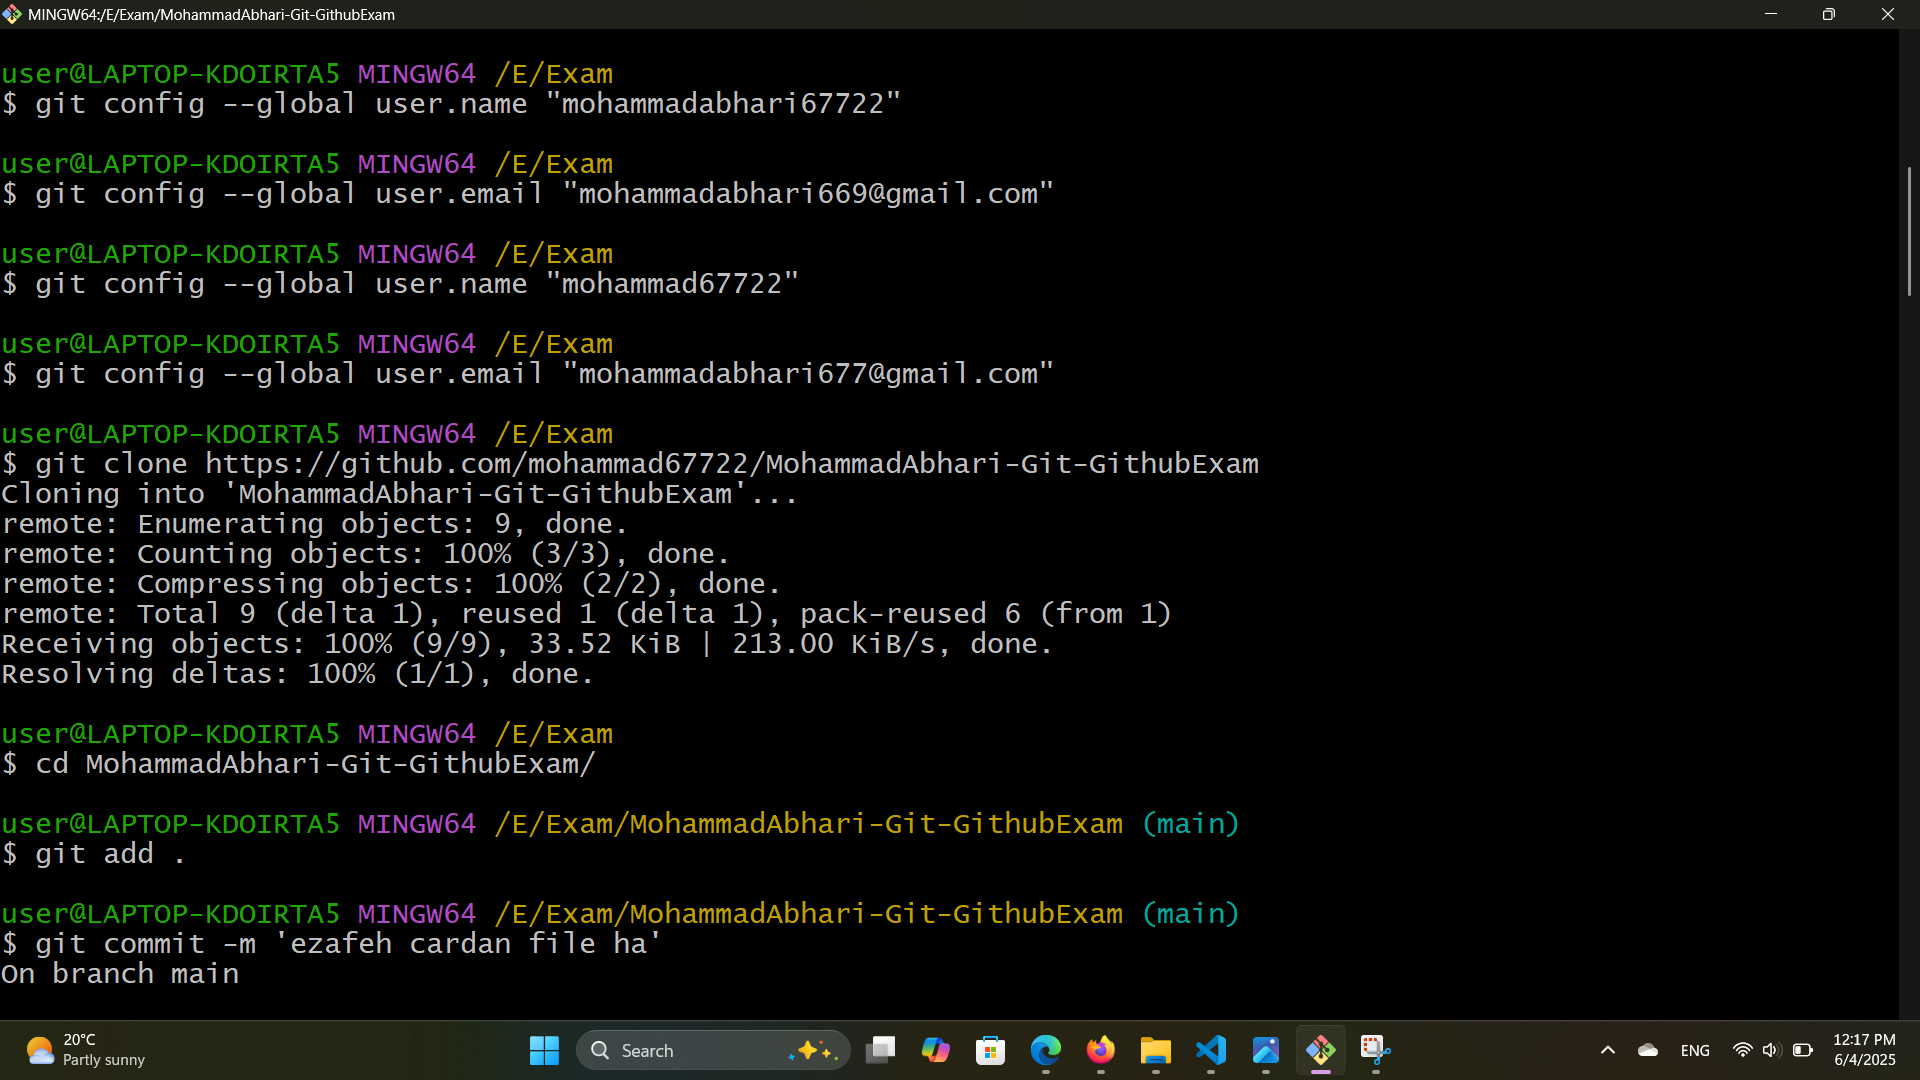 MINGW64:/E/Exam/MohammadAbhari-Git-GithubExam
user@LAPTOP-KDOIRTA5 MINGW64 /E/Exam
$ git config --global user.name "mohammadabhari67722"
user@LAPTOP-KDOIRTA5 MINGW64 /E/Exam
$ git config --global user.email "mohammadabhari669@gmail.com"
user@LAPTOP-KDOIRTA5 MINGW64 /E/Exam
$ git config --global user.name "mohammad67722"
user@LAPTOP-KDOIRTA5 MINGW64 /E/Exam
$ git config --global user.email "mohammadabhari677@gmail.com"
user@LAPTOP-KDOIRTA5 MINGW64 /E/Exam
$ git clone https://github.com/mohammad67722/MohammadAbhari-Git-GithubExam
Cloning into 'MohammadAbhari-Git-GithubExam'...
remote: Enumerating objects: 9, done.
remote: Counting objects: 100% (3/3), done.
remote: Compressing objects: 100% (2/2), done.
remote: Total 9 (delta 1), reused 1 (delta 1), pack-reused 6 (from 1)
Receiving objects: 100% (9/9), 33.52 KiB | 213.00 KiB/s, done.
Resolving deltas: 100% (1/1), done.
user@LAPTOP-KDOIRTA5 MINGW64 /E/Exam
$ cd MohammadAbhari-Git-GithubExam/
user@LAPTOP-KDOIRTA5 MINGW64 /E/Exam/MohammadAbhari-Git-GithubExam (main)
$ git add .
user@LAPTOP-KDOIRTA5 MINGW64 /E/Exam/MohammadAbhari-Git-GithubExam (main)
$ git commit -m 'ezafeh cardan file ha'
On branch main
20°C
Partly sunny
Search
ENG
12:17 PM
6/4/2025